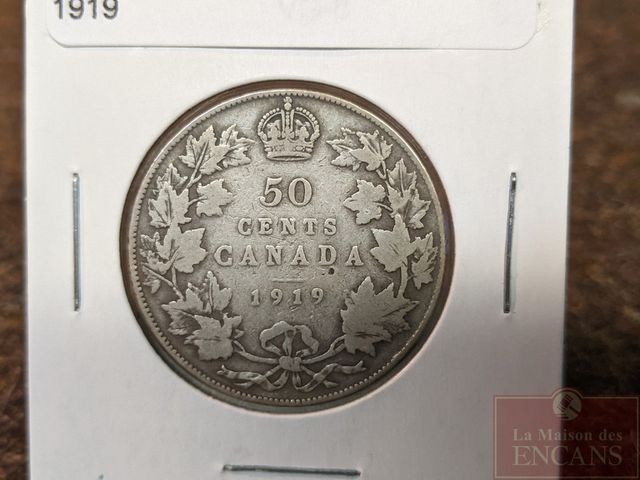 1919
50
CENTS
CANADA
1919
La Maison des
ENCANS